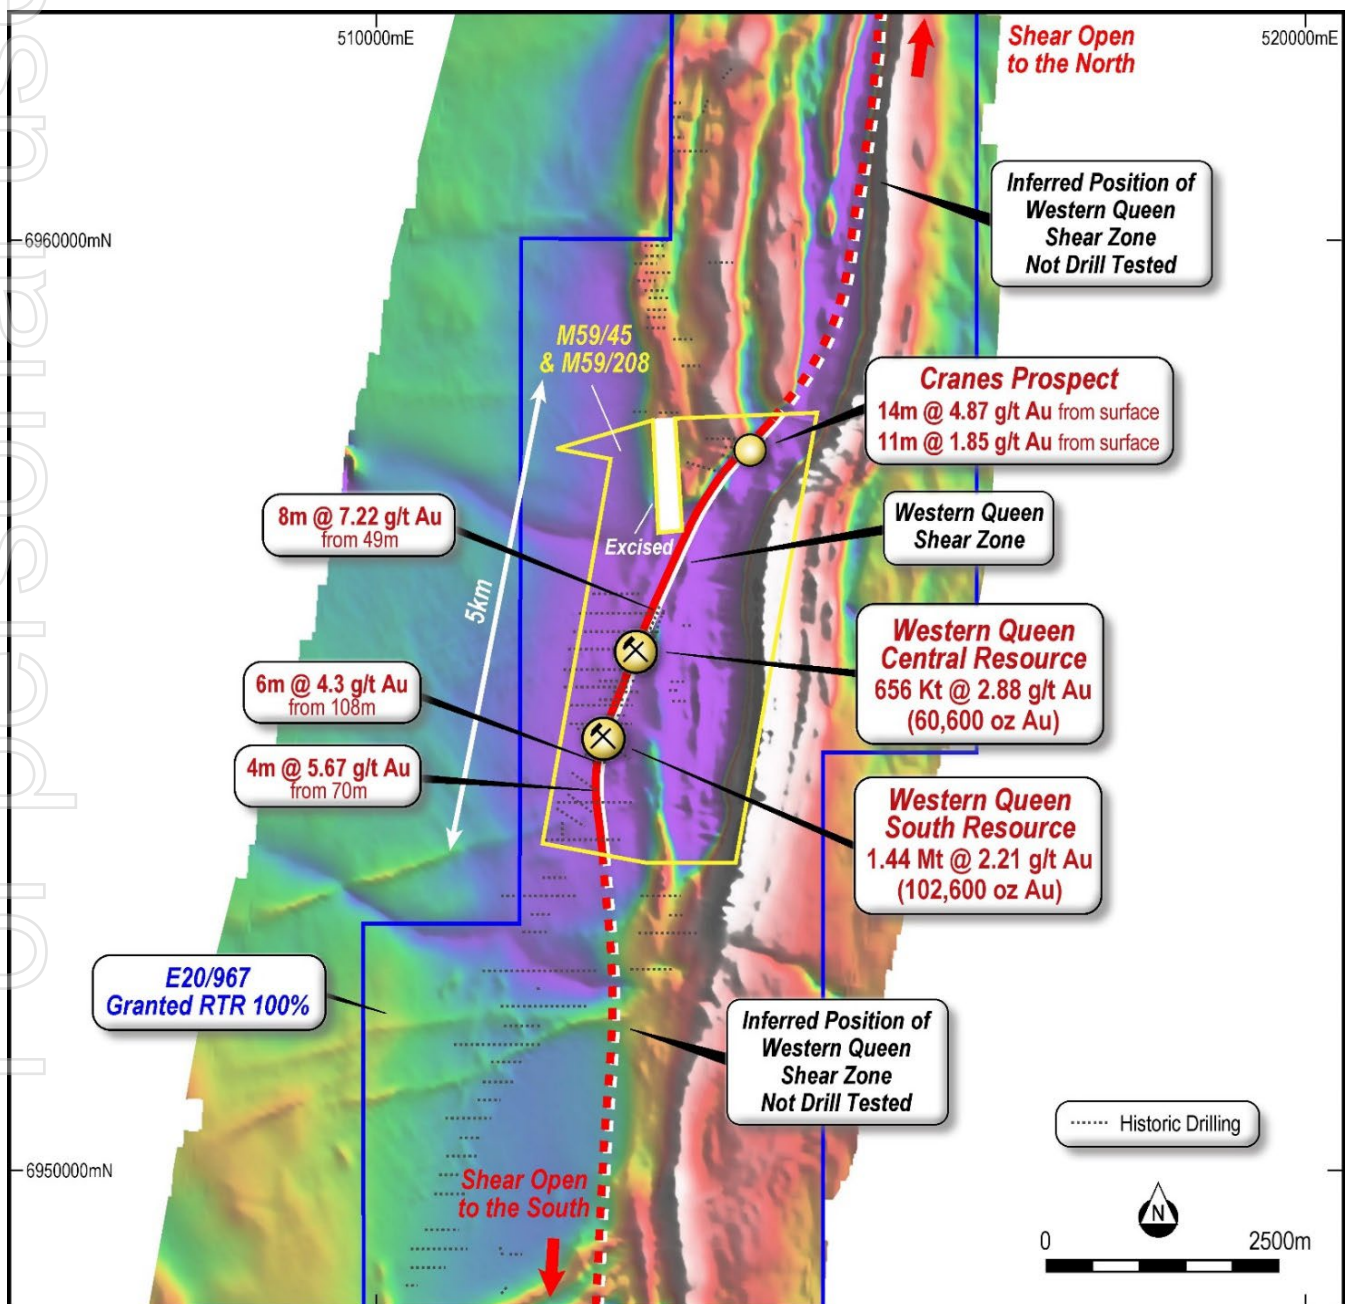 For personal use
510000mE
520000mE
Shear Open
to the North
Inferred Position of
Western Queen
Shear Zone
Not Drill Tested
6960000mN
M59/45
& M59/208
Cranes Prospect
14m @ 4.87 g/t Au from surface
11m @ 1.85 g/t Au from surface
8m @ 7.22 g/t Au
from 49m
Excised
Western Queen
Shear Zone
5km
Western Queen
Central Resource
656 Kt @ 2.88 g/t Au
(60,600 oz Au)
6m @ 4.3 g/t Au
from 108m
4m @ 5.67 g/t Au
from 70m
Western Queen
South Resource
1.44 Mt @ 2.21 g/t Au
(102,600 oz Au)
E20/967
Granted RTR 100%
Inferred Position of
Western Queen
Shear Zone
Not Drill Tested
Historic Drilling
6950000mN
Shear Open
to the South
N
0
2500m